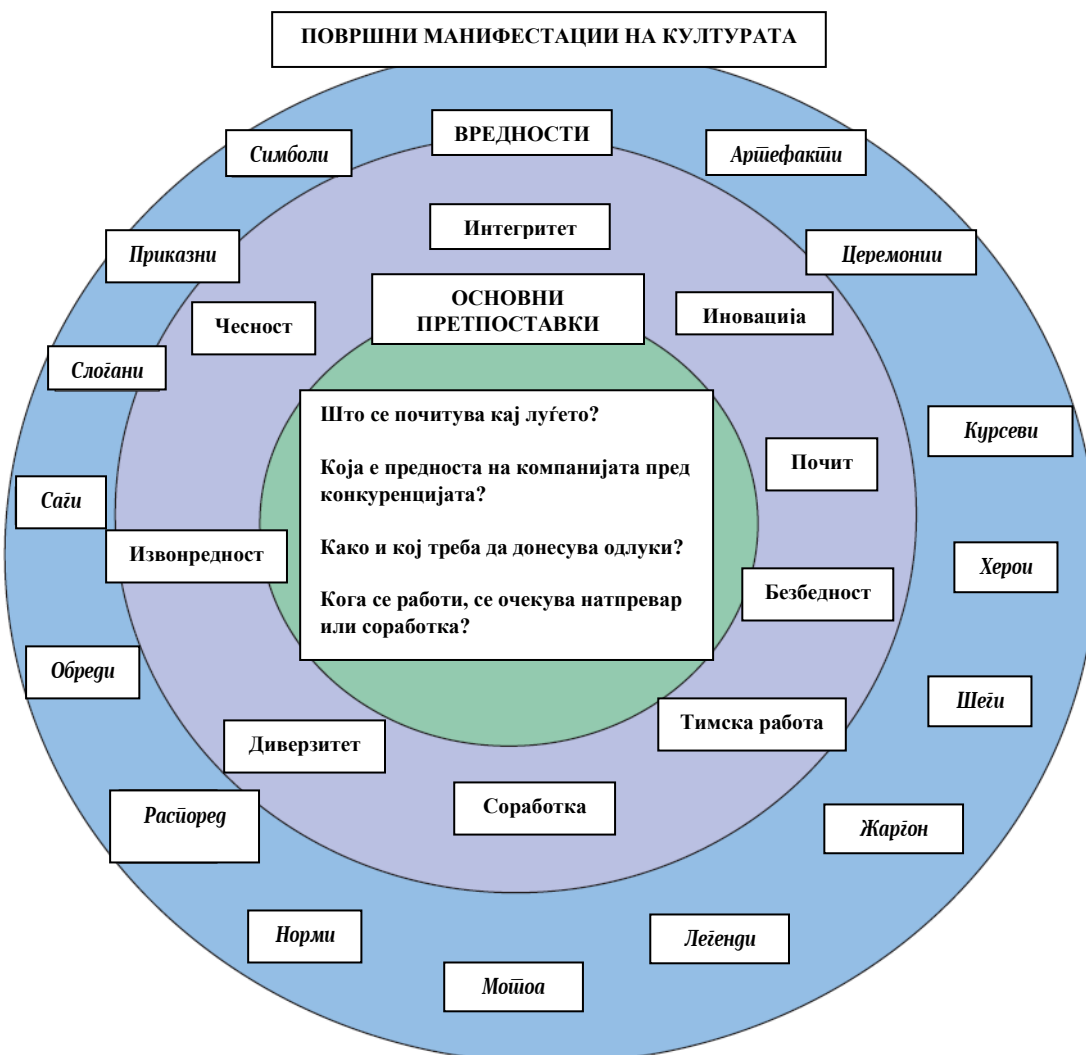 ПОВРШНИ МАНИФЕСТАЦИИ НА КУЛТУРАТА
ВРЕДНОСТИ
Симболи
Артефакти
Интегритет
Приказни
Церемонии
ОСНОВНИ
ПРЕТПОСТАВКИ
Чесност
Иновација
Слогани
Што се почитува кај луѓето?
Која е предноста на компанијата пред
конкуренцијата?
Како и кој треба да донесува одлуки?
Кога се работи, се очекува натпревар
или соработка?
Курсеви
Почит
Саги
Извонредност
Херои
Безбедност
Обреди
Шеги
Тимска работа
Диверзитет
Соработка
Распоред
Жаргон
Норми
Легенди
Мотоа